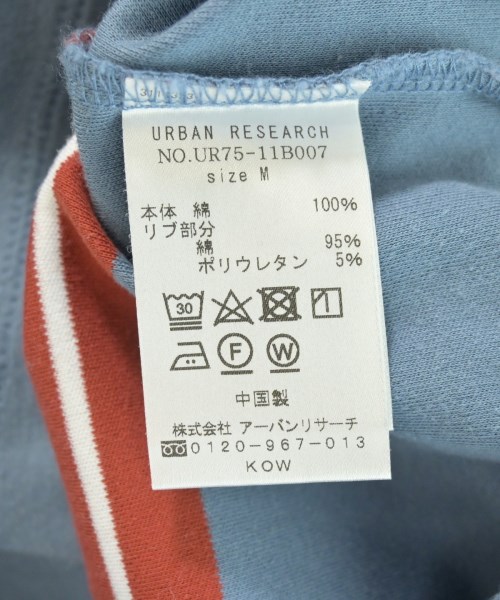 URBAN RESEARCH
NO.UR75-11B007
size M
本体 綿 100%
リブ部分
綿 95%
ポリウレタン 5%
30
F W
中国製
株式会社 アーバンリサーチ
0120-967-013
KOW